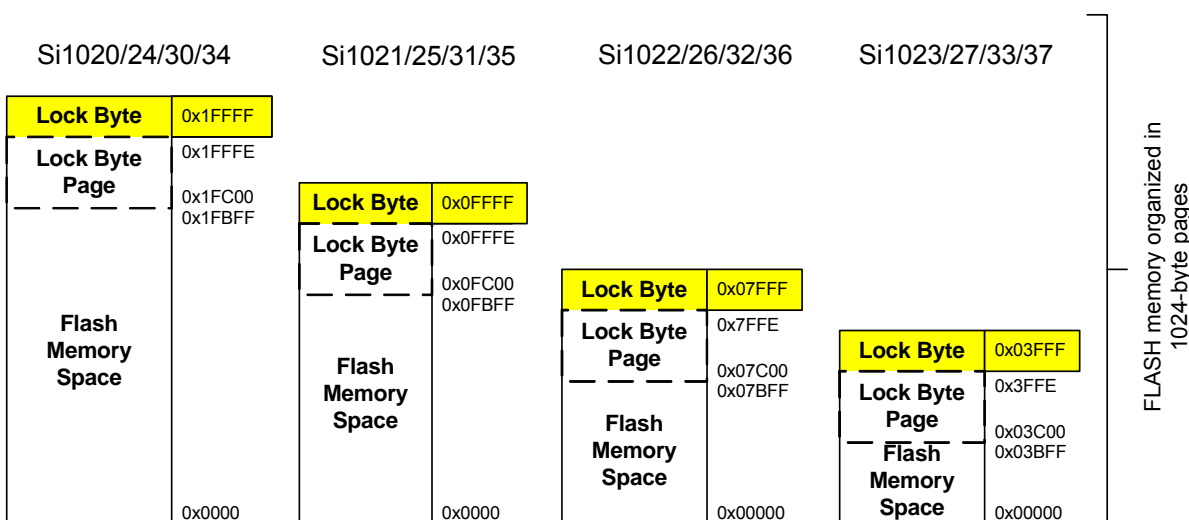 Si1020/24/30/34
Si1021/25/31/35
Si1022/26/32/36
Si1023/27/33/37
Lock Byte
0x1FFFF
Lock Byte
Page
0x1FFFE
0x1FC00
0x1FBFF
Flash
Memory
Space
0x0000
Lock Byte
0x0FFFF
Lock Byte
Page
0x0FFFE
0x0FC00
0x0FBFF
Flash
Memory
Space
0x0000
Lock Byte
0x07FFF
Lock Byte
Page
0x7FFE
0x07C00
0x07BFF
Flash
Memory
Space
0x00000
Lock Byte
0x03FFF
Lock Byte
Page
0x3FFE
0x03C00
0x03BFF
Flash
Memory
Space
0x00000
FLASH memory organized in
1024-byte pages